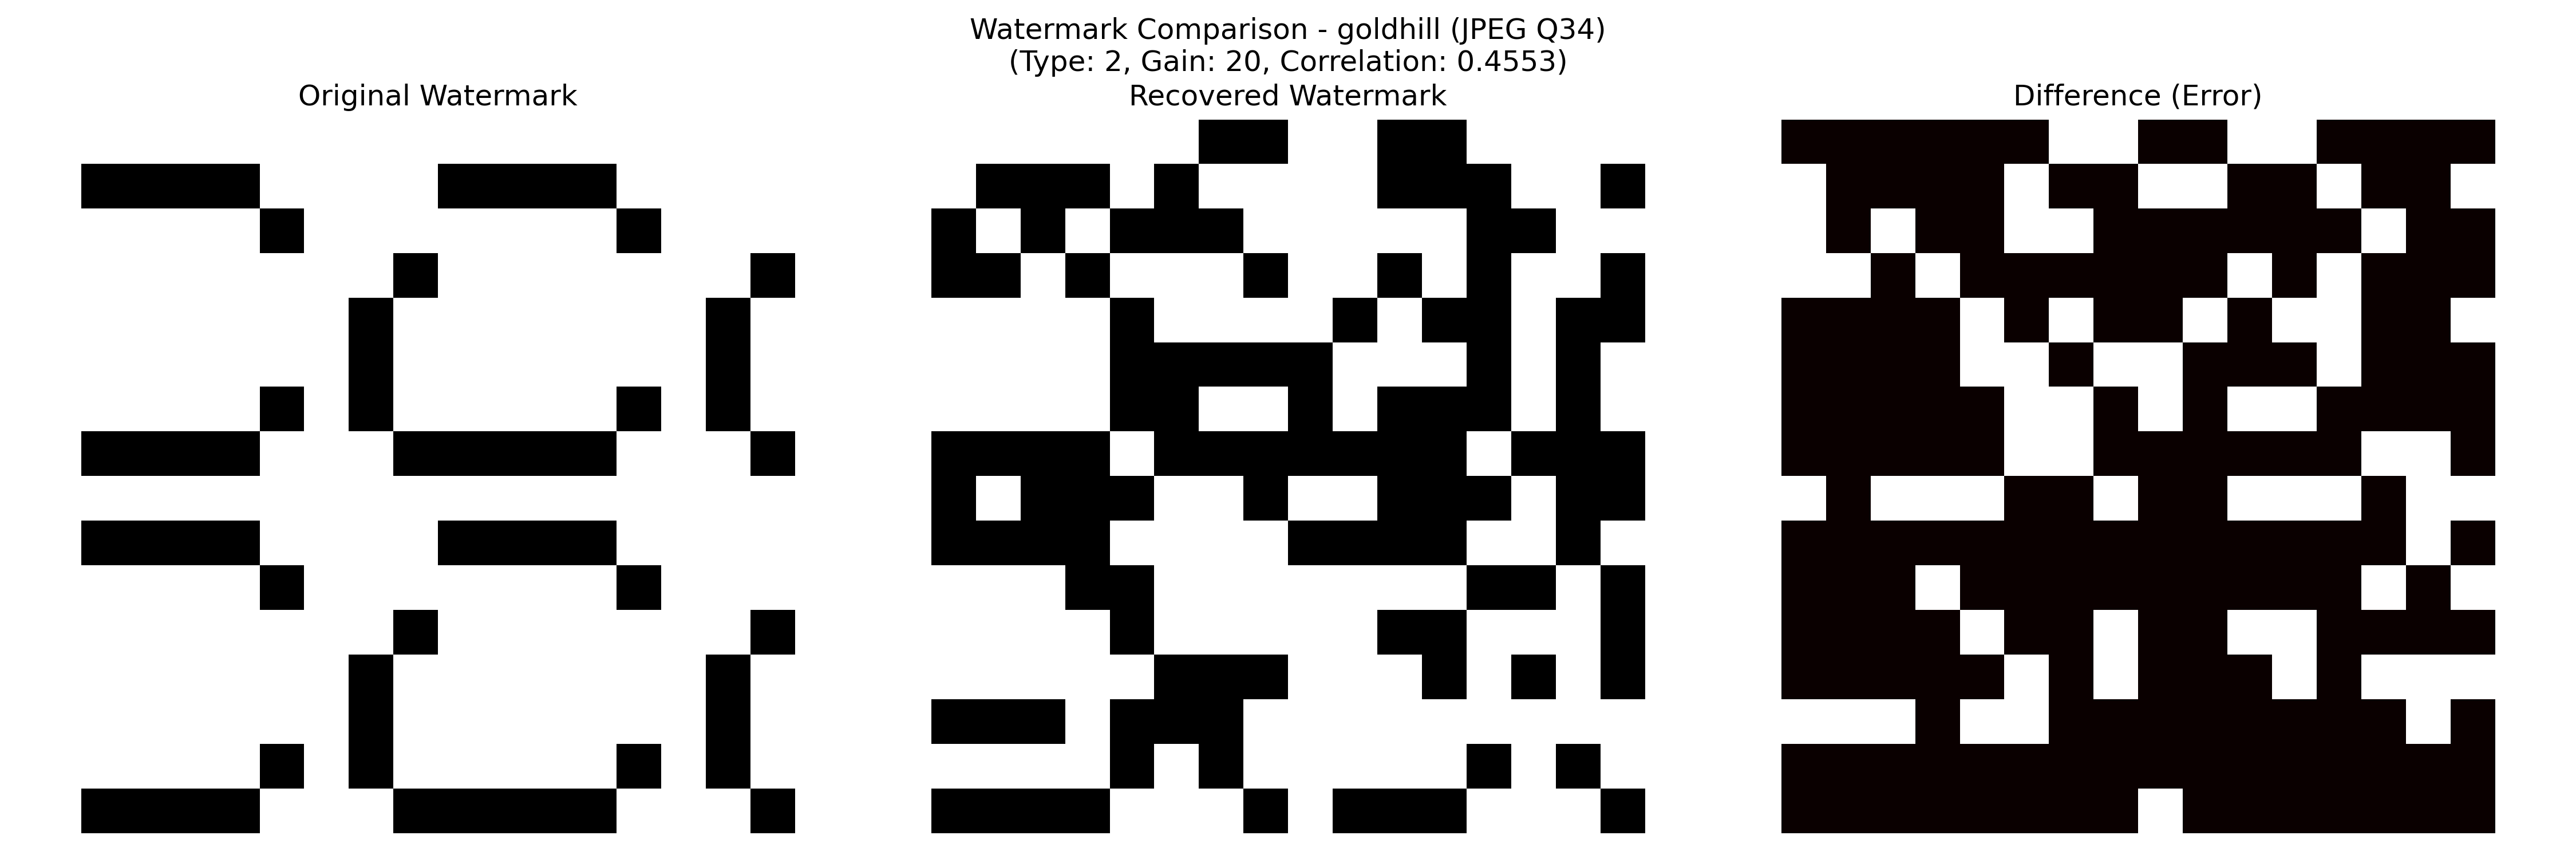 Watermark Comparison - goldhill (JPEG Q34)
(Type: 2, Gain: 20, Correlation: 0.4553)
Original Watermark
Recovered Watermark
Difference (Error)